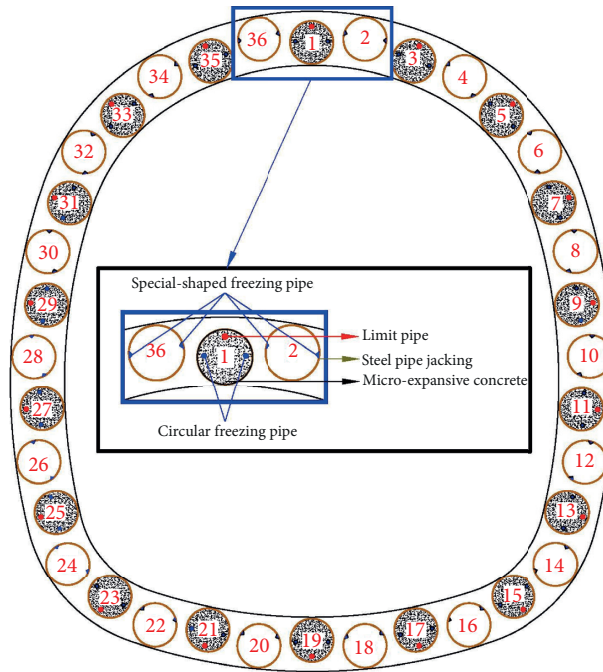 36 1 2
35 3
34 4
33 5
32 6
31 7
30 8
29 9
28 10
27 11
26 12
25 13
24 14
23 15
22 16
21 17
20 19 18
Special-shaped freezing pipe
36 1 2
Limit pipe
Steel pipe jacking
Micro-expansive concrete
Circular freezing pipe